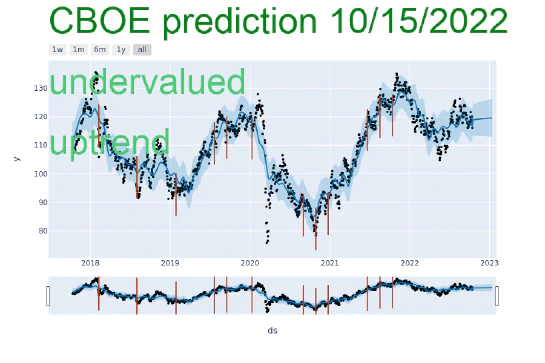 CBOE prediction 10/15/2022
1w 1m 6m 1y all
undervalued
uptrend
130
120
110
100
90
80
y
2018 2019 2020 2021 2022 2023
ds